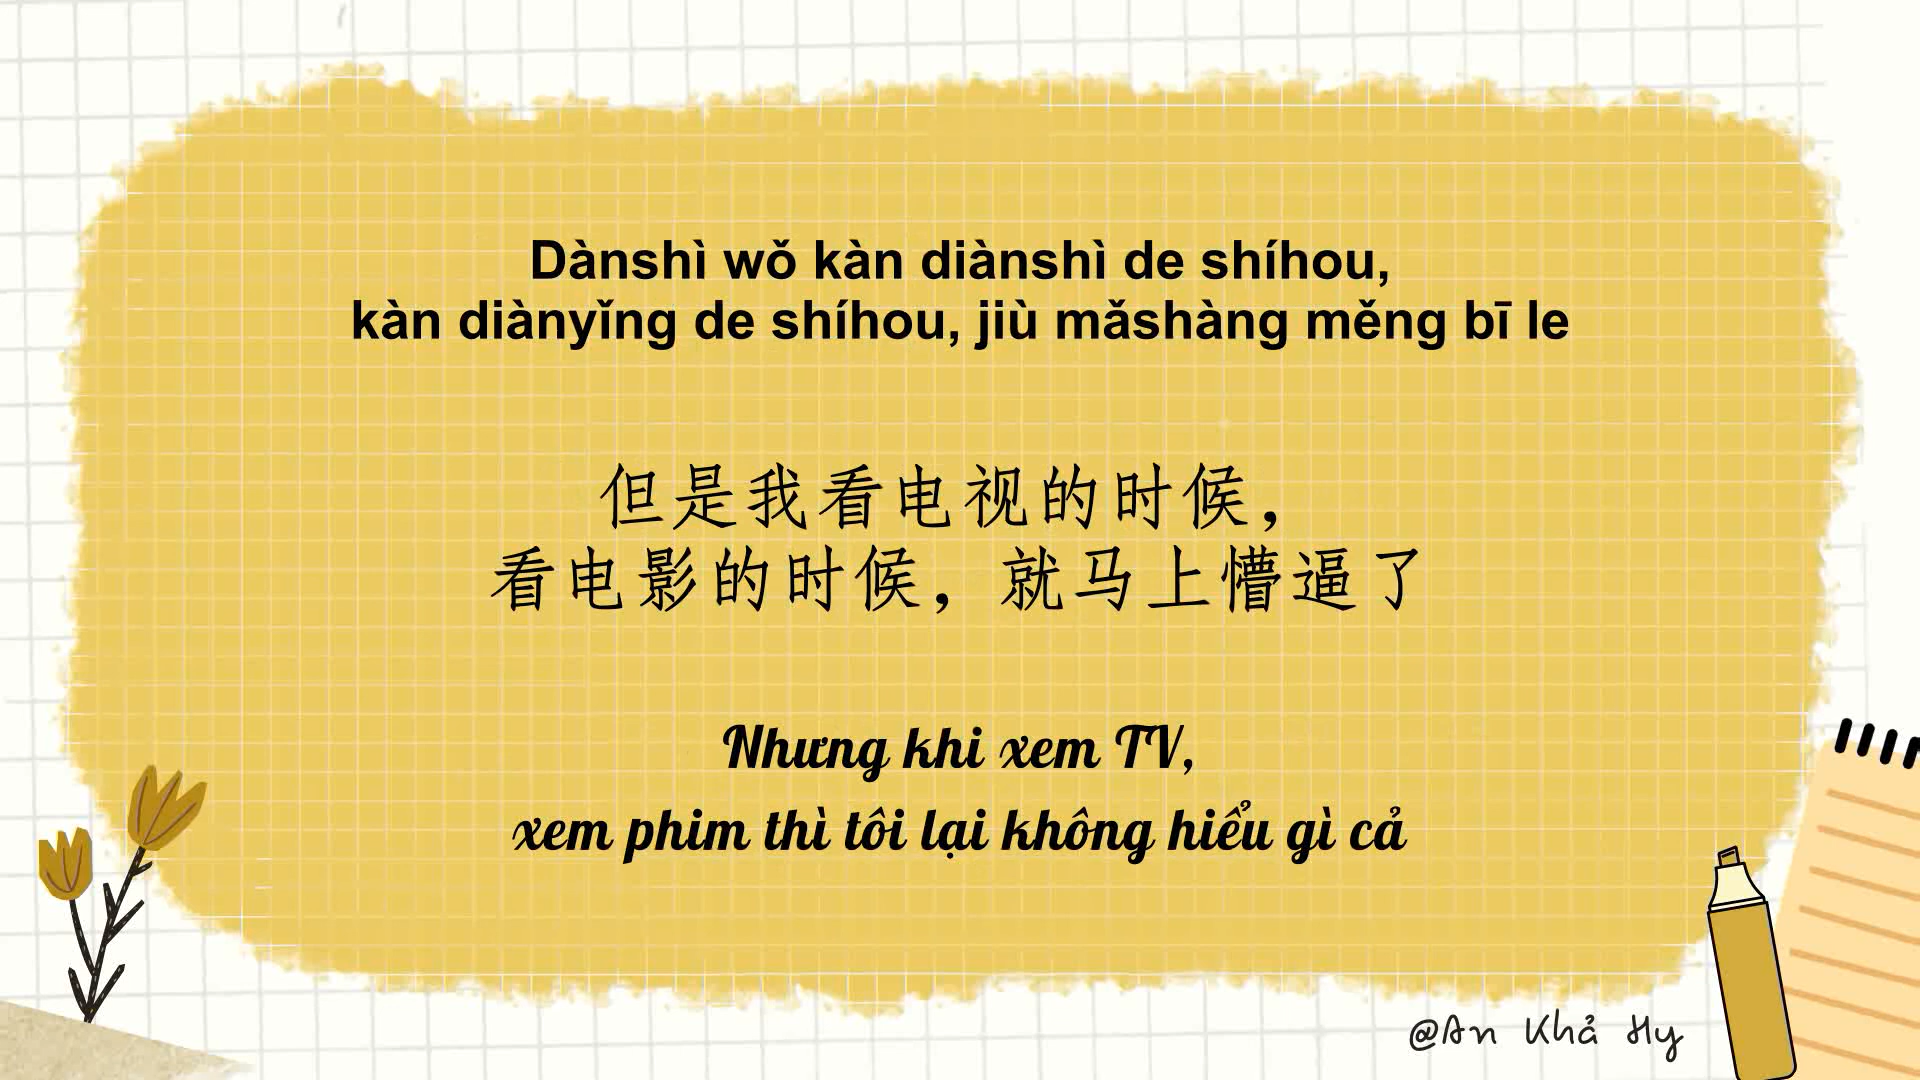 Dànshì wǒ kàn diànshì de shíhou,
kàn diànyǐng de shíhou, jiù mǎshàng měng bī le
但是我看电视的时候，
看电影的时候，就马上懵逼了
Nhưng khi xem TV,
xem phim thì tôi lại không hiểu gì cả
@An Khả Hy